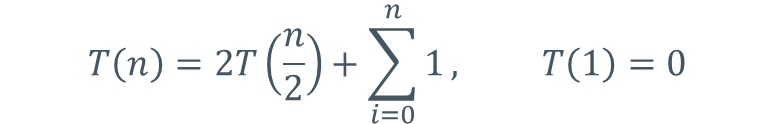 T(n) = 2T(n/2) + ∑_{i=0}^{n} 1 ,  T(1) = 0